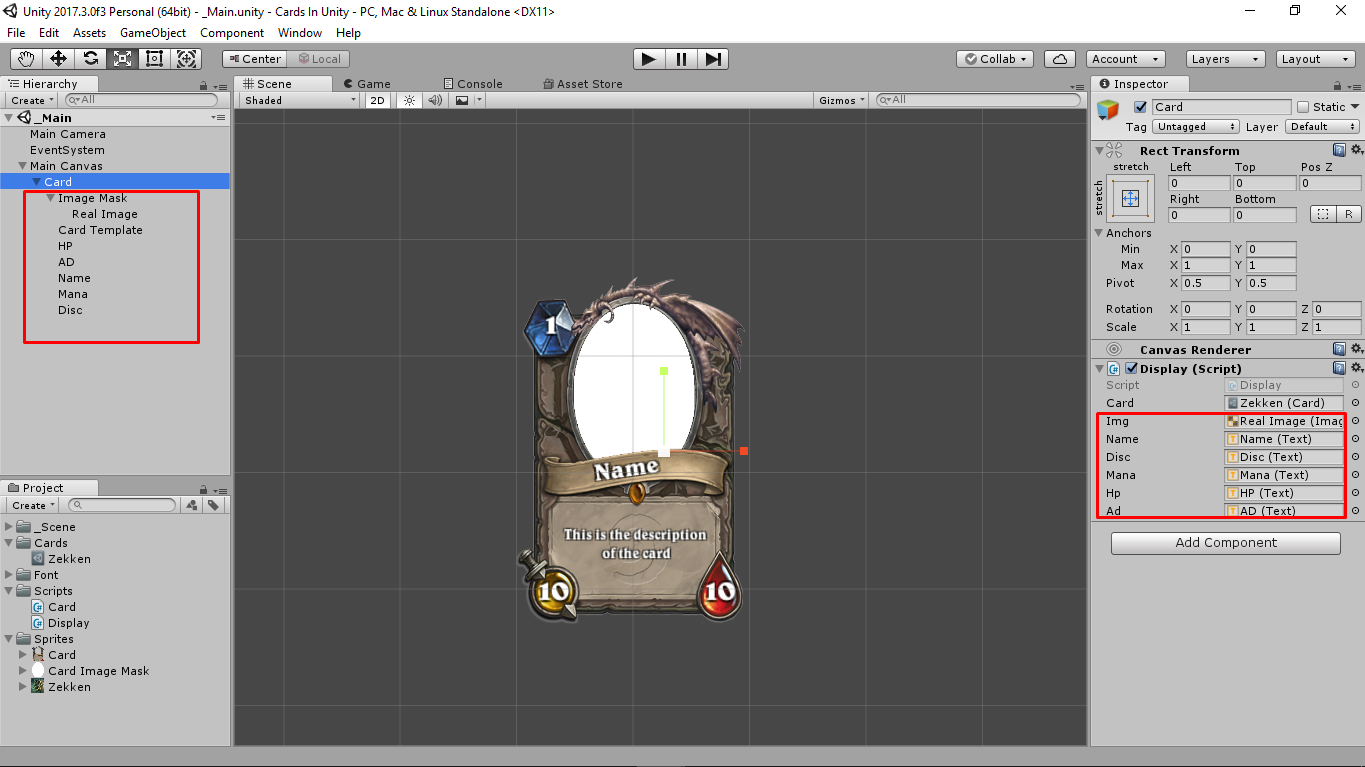 Unity 2017.3.0f3 Personal (64bit) - _Main.unity - Cards In Unity - PC, Mac & Linux Standalone <DX11>
File Edit Assets GameObject Component Window Help
Center Local Collab Account Layers Layout
Hierarchy
Create All
_Main
Main Camera
EventSystem
Main Canvas
Card
Image Mask
Real Image
Card Template
HP
AD
Name
Mana
Disc
Project
Create
_Scene
Cards
Zekken
Font
Scripts
Card
Display
Sprites
Card
Card Image Mask
Zekken
Scene Game Console Asset Store
Shaded 2D Gizmos All
1
Name
This is the description
of the card
10 10
Inspector
Card Static
Tag Untagged Layer Default
Rect Transform
stretch Left Top Pos Z
stretch
0 0 0
Right Bottom
0 0 R
Anchors
Min X 0 Y 0
Max X 1 Y 1
Pivot X 0.5 Y 0.5
Rotation X 0 Y 0 Z 0
Scale X 1 Y 1 Z 1
Canvas Renderer
Display (Script)
Script Display
Card Zekken (Card)
Img Real Image (Imag
Name Name (Text)
Disc Disc (Text)
Mana Mana (Text)
Hp HP (Text)
Ad AD (Text)
Add Component